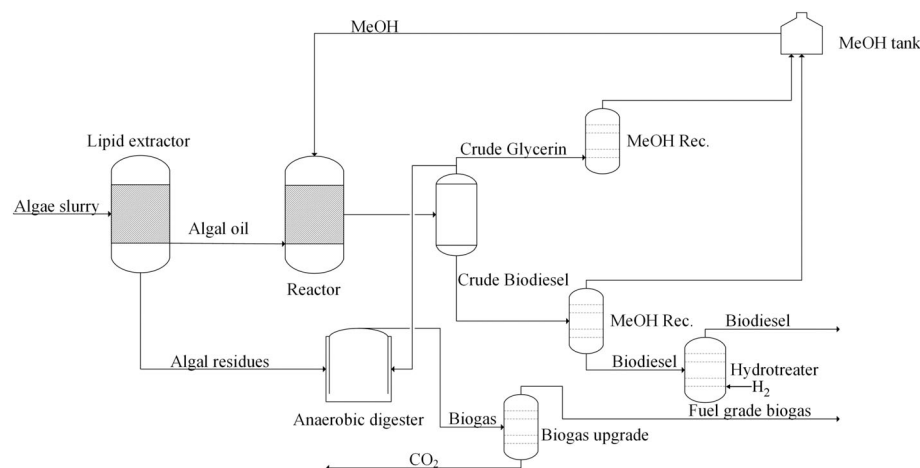 MeOH
MeOH tank
Lipid extractor
Crude Glycerin
MeOH Rec.
Algae slurry
Algal oil
Reactor
Crude Biodiesel
MeOH Rec.
Biodiesel
Algal residues
Biodiesel
Hydrotreater
H₂
Anaerobic digester
Biogas
Fuel grade biogas
Biogas upgrade
CO₂